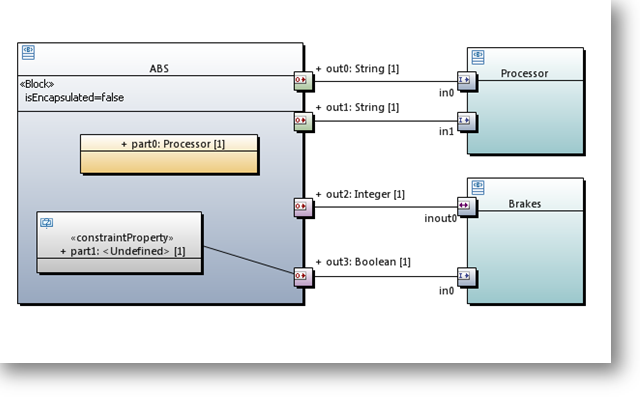 ABS
«Block»
isEncapsulated=false
+ part0: Processor [1]
«constraintProperty»
+ part1: <Undefined> [1]
+ out0: String [1]
in0
+ out1: String [1]
in1
+ out2: Integer [1]
inout0
+ out3: Boolean [1]
in0
Processor
Brakes